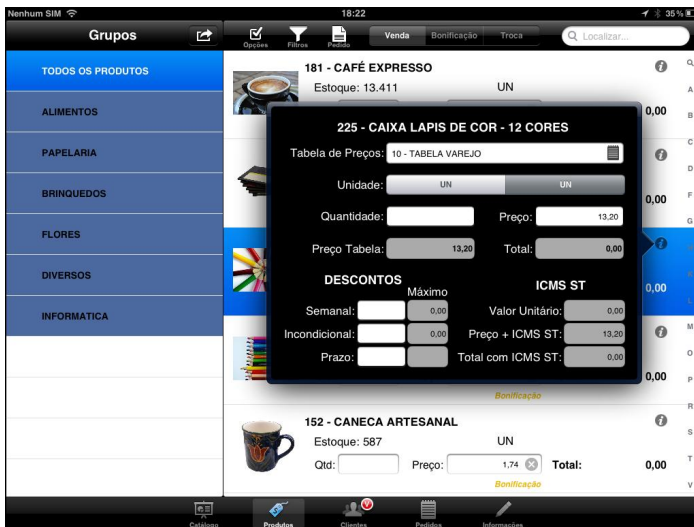 Nenhum SIM 18:22 35%
Grupos Opções Filtros Pedido Venda Bonificação Troca Localizar...
TODOS OS PRODUTOS
ALIMENTOS
PAPELARIA
BRINQUEDOS
FLORES
DIVERSOS
INFORMATICA
181 - CAFÉ EXPRESSO
Estoque: 13.411 UN
0,00
0,00
0,00
0,00
225 - CAIXA LAPIS DE COR - 12 CORES
Tabela de Preços: 10 - TABELA VAREJO
Unidade: UN UN
Quantidade: Preço: 13,20
Preço Tabela: 13,20 Total: 0,00
DESCONTOS ICMS ST
Máximo
Semanal: 0,00 Valor Unitário: 0,00
Incondicional: 0,00 Preço + ICMS ST: 13,20
Prazo: Total com ICMS ST: 0,00
Bonificação
152 - CANECA ARTESANAL
Estoque: 587 UN
Qtd: Preço: 1,74 Total: 0,00
Bonificação
A
B
C
D
F
G
L
M
O
P
R
S
T
V
Catálogo Produtos Clientes Pedidos Informações